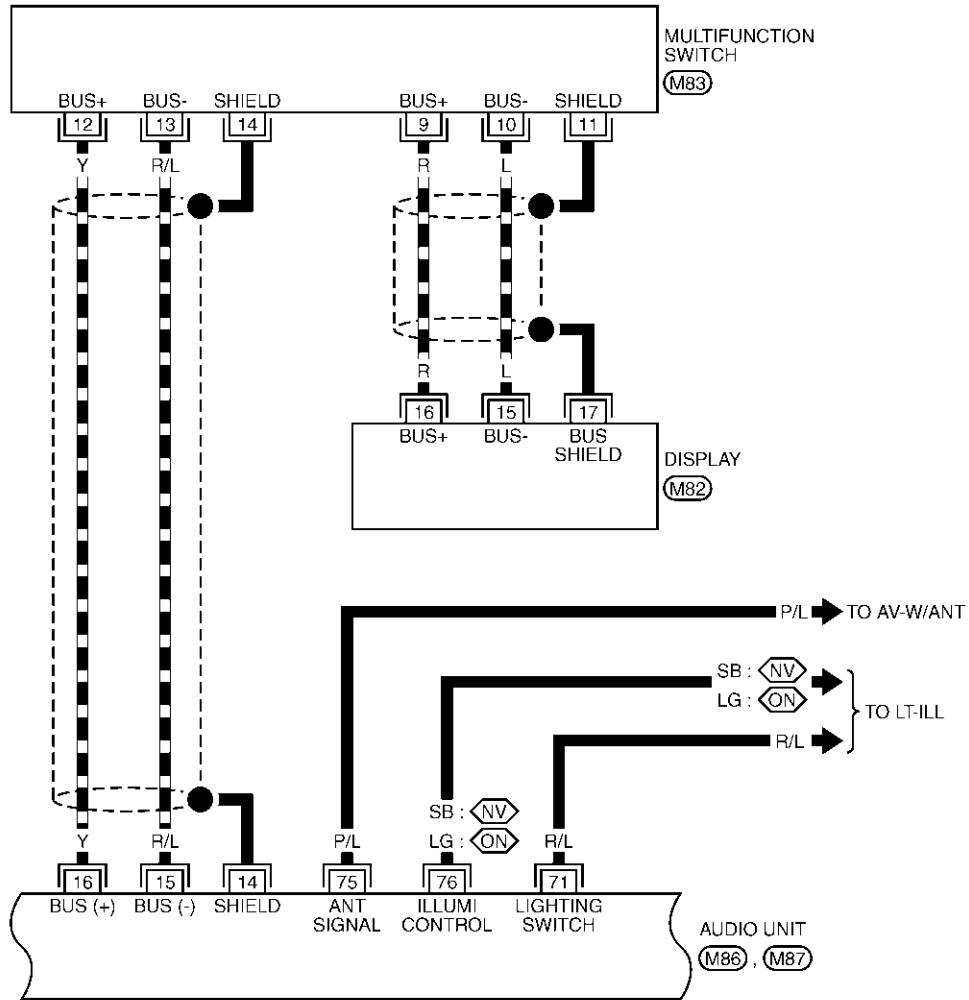 MULTIFUNCTION
SWITCH
M83
BUS+ BUS- SHIELD BUS+ BUS- SHIELD
12 13 14 9 10 11
Y R/L R L
R L
16 15 17
BUS+ BUS- BUS
SHIELD
DISPLAY
M82
P/L TO AV-W/ANT
SB : NV
LG : ON
TO LT-ILL
R/L
SB : NV
Y R/L P/L LG : ON R/L
16 15 14 75 76 71
BUS (+) BUS (-) SHIELD ANT ILLUMI LIGHTING
SIGNAL CONTROL SWITCH
AUDIO UNIT
M86 , M87